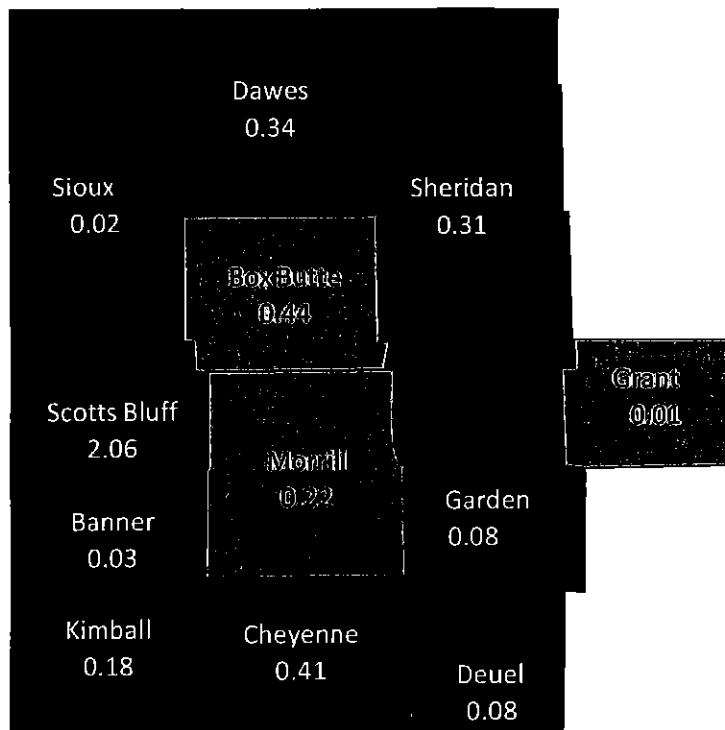 Dawes
0.34
Sioux
0.02
Sheridan
0.31
Box Butte
0.44
Grant
0.01
Scotts Bluff
2.06
Morrill
0.22
Banner
0.03
Garden
0.08
Kimball
0.18
Cheyenne
0.41
Deuel
0.08